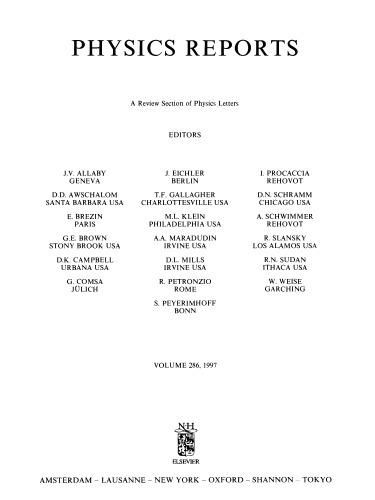 PHYSICS REPORTS
A Review Section of Physics Letters
EDITORS
J.V. ALLABY
GENEVA
D.D. AWSCHALOM
SANTA BARBARA USA
E. BREZIN
PARIS
G.E. BROWN
STONY BROOK USA
D.K. CAMPBELL
URBANA USA
G. COMSA
JÜLICH
J. EICHLER
BERLIN
T.F. GALLAGHER
CHARLOTTESVILLE USA
M.L. KLEIN
PHILADELPHIA USA
A.A. MARADUDIN
IRVINE USA
D.L. MILLS
IRVINE USA
R. PETRONZIO
ROME
S. PEYERIMHOFF
BONN
I. PROCACCIA
REHOVOT
D.N. SCHRAMM
CHICAGO USA
A. SCHWIMMER
REHOVOT
R. SLANSKY
LOS ALAMOS USA
R.N. SUDAN
ITHACA USA
W. WEISE
GARCHING
VOLUME 286, 1997
NH
ELSEVIER
AMSTERDAM – LAUSANNE – NEW YORK – OXFORD – SHANNON – TOKYO